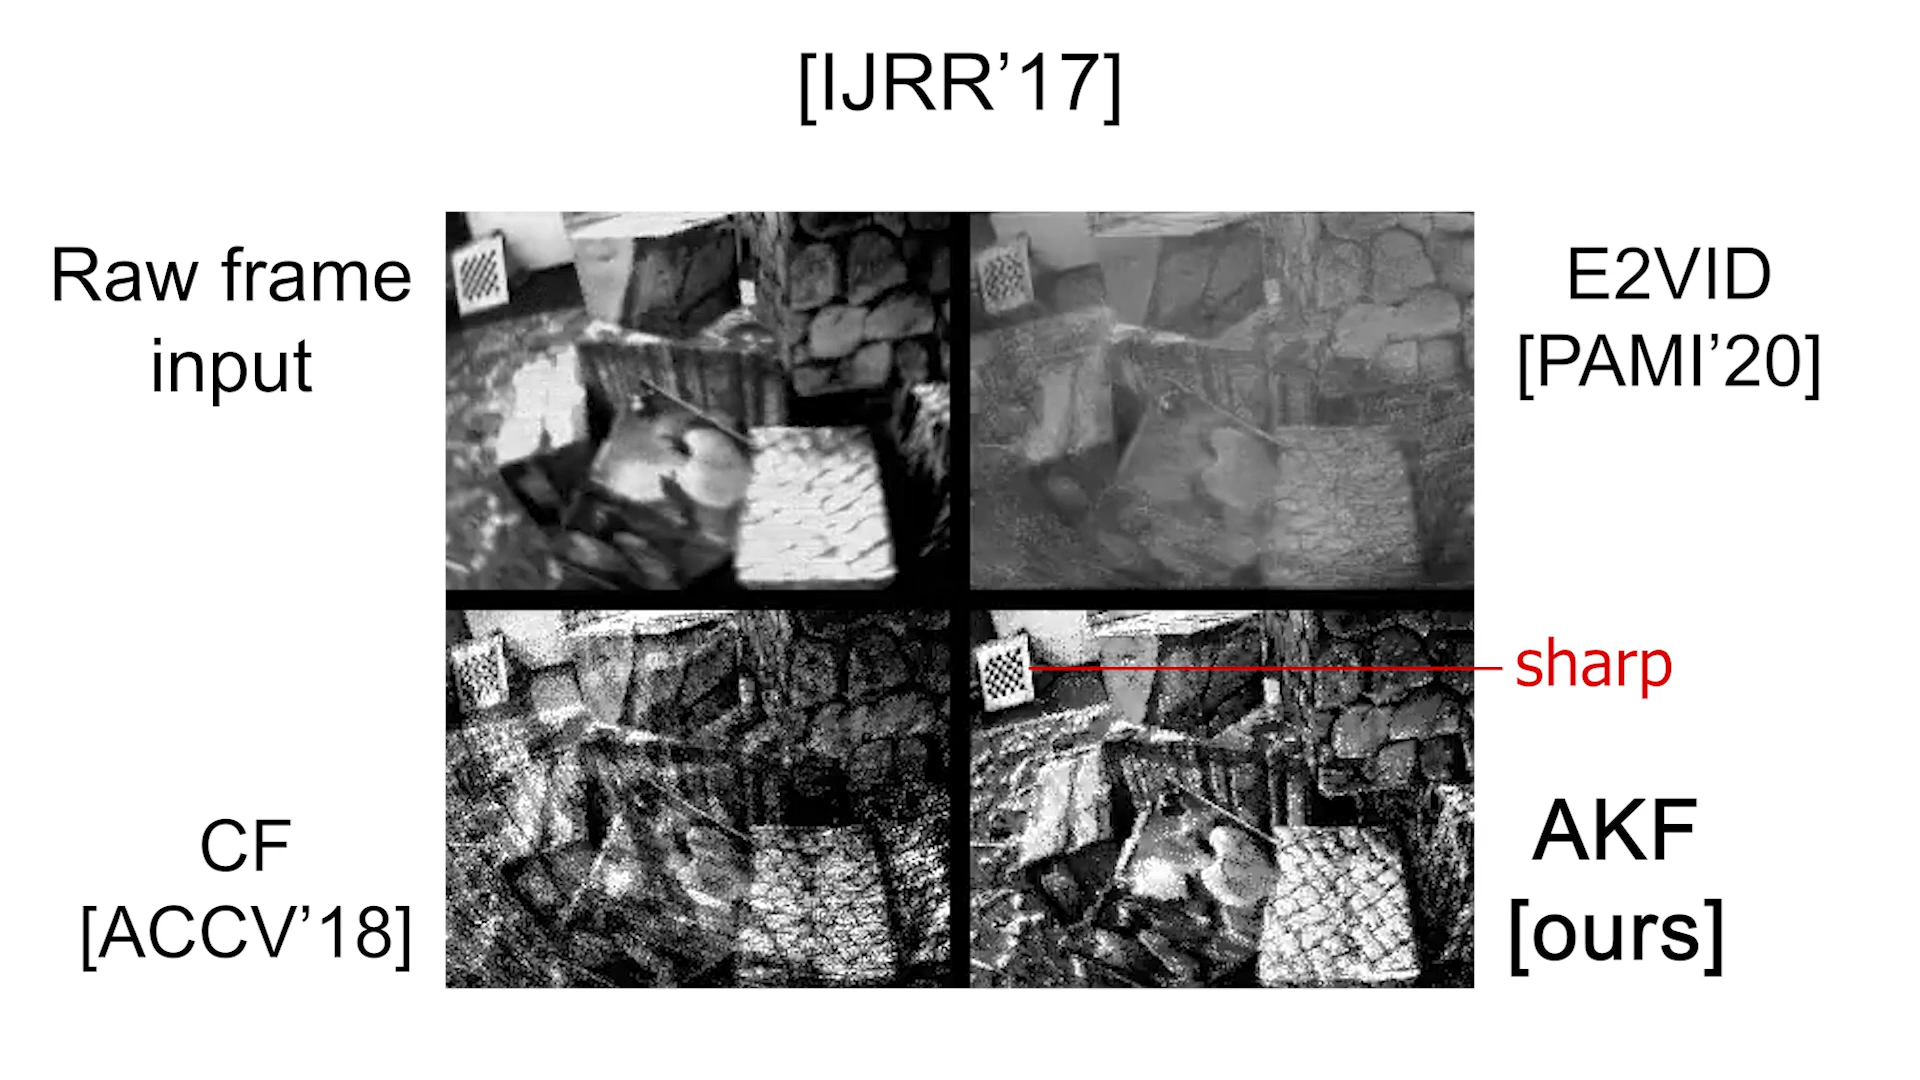 [IJRR’17]
Raw frame
input
E2VID
[PAMI’20]
sharp
CF
[ACCV’18]
AKF
[ours]